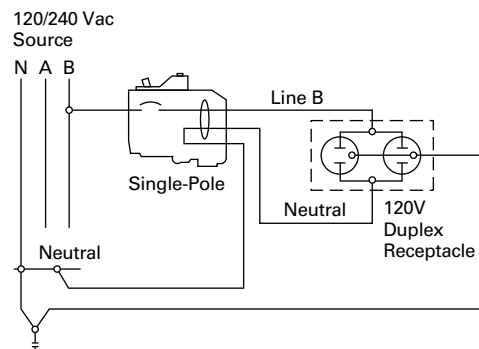 120/240 Vac
Source
N A B
Line B
Single-Pole
Neutral
120V
Duplex
Receptacle
Neutral